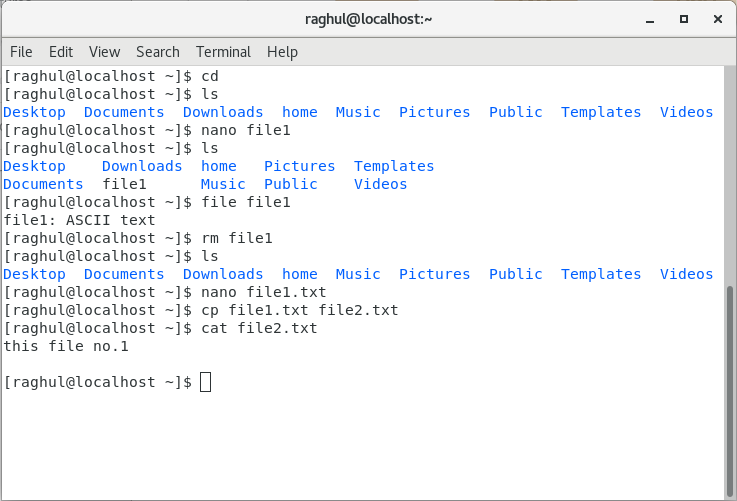 raghul@localhost:~
File Edit View Search Terminal Help
[raghul@localhost ~]$ cd
[raghul@localhost ~]$ ls
Desktop  Documents  Downloads  home  Music  Pictures  Public  Templates  Videos
[raghul@localhost ~]$ nano file1
[raghul@localhost ~]$ ls
Desktop    Downloads  home   Pictures  Templates
Documents  file1      Music  Public    Videos
[raghul@localhost ~]$ file file1
file1: ASCII text
[raghul@localhost ~]$ rm file1
[raghul@localhost ~]$ ls
Desktop  Documents  Downloads  home  Music  Pictures  Public  Templates  Videos
[raghul@localhost ~]$ nano file1.txt
[raghul@localhost ~]$ cp file1.txt file2.txt
[raghul@localhost ~]$ cat file2.txt
this file no.1

[raghul@localhost ~]$